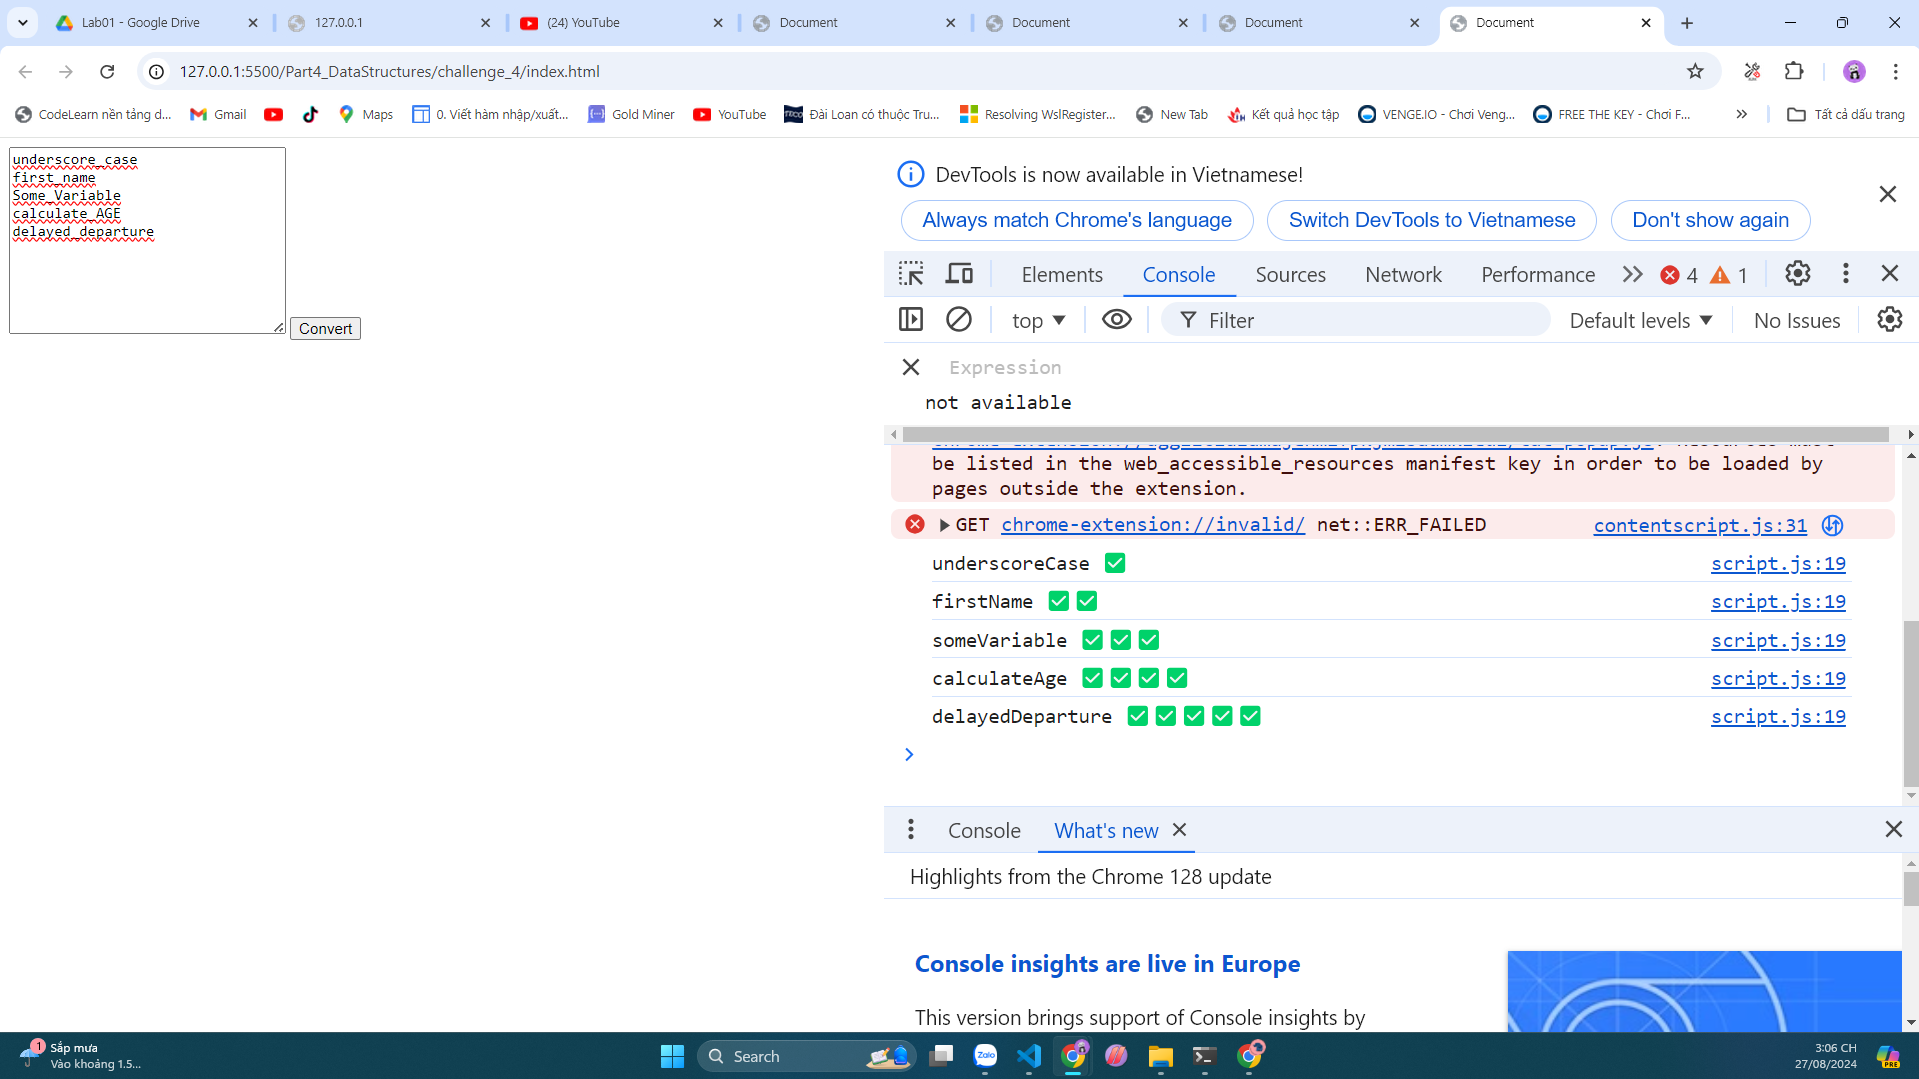 Lab01 - Google Drive
127.0.0.1
(24) YouTube
Document
Document
Document
Document
127.0.0.1:5500/Part4_DataStructures/challenge_4/index.html
CodeLearn nền tảng d...
Gmail
Maps
0. Viết hàm nhập/xuất...
Gold Miner
YouTube
Đài Loan có thuộc Tru...
Resolving WslRegister...
New Tab
Kết quả học tập
VENGE.IO - Chơi Veng...
FREE THE KEY - Chơi F...
Tất cả dấu trang
underscore_case
first_name
Some_Variable
calculate_AGE
delayed_departure
Convert
DevTools is now available in Vietnamese!
Always match Chrome's language
Switch DevTools to Vietnamese
Don't show again
Elements
Console
Sources
Network
Performance
4
1
top
Filter
Default levels
No Issues
Expression
not available
be listed in the web_accessible_resources manifest key in order to be loaded by
pages outside the extension.
GET chrome-extension://invalid/ net::ERR_FAILED contentscript.js:31
underscoreCase ✅ script.js:19
firstName ✅✅ script.js:19
someVariable ✅✅✅ script.js:19
calculateAge ✅✅✅✅ script.js:19
delayedDeparture ✅✅✅✅✅ script.js:19
Console
What's new
Highlights from the Chrome 128 update
Console insights are live in Europe
This version brings support of Console insights by
1
Sắp mưa
Vào khoảng 1.5...
Search
Zalo
3:06 CH
27/08/2024
PRE